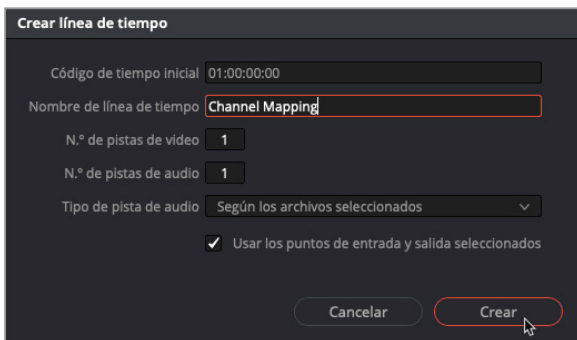 Crear línea de tiempo
Código de tiempo inicial 01:00:00:00
Nombre de línea de tiempo Channel Mapping
N.º de pistas de video 1
N.º de pistas de audio 1
Tipo de pista de audio Según los archivos seleccionados
Usar los puntos de entrada y salida seleccionados
Cancelar Crear